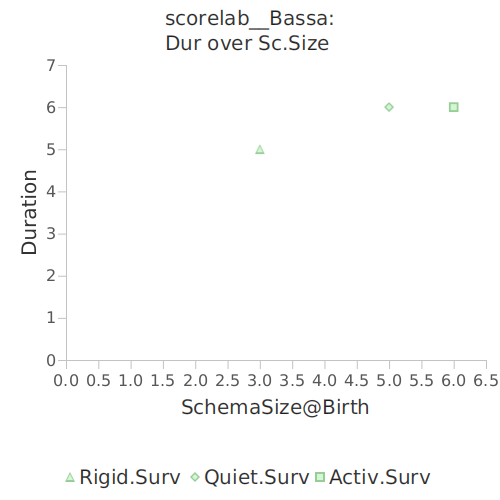 scorelab__Bassa:
Dur over Sc.Size
7
6
5
4
3
2
1
0
Duration
0.0 0.5 1.0 1.5 2.0 2.5 3.0 3.5 4.0 4.5 5.0 5.5 6.0 6.5
SchemaSize@Birth
Rigid.Surv Quiet.Surv Activ.Surv